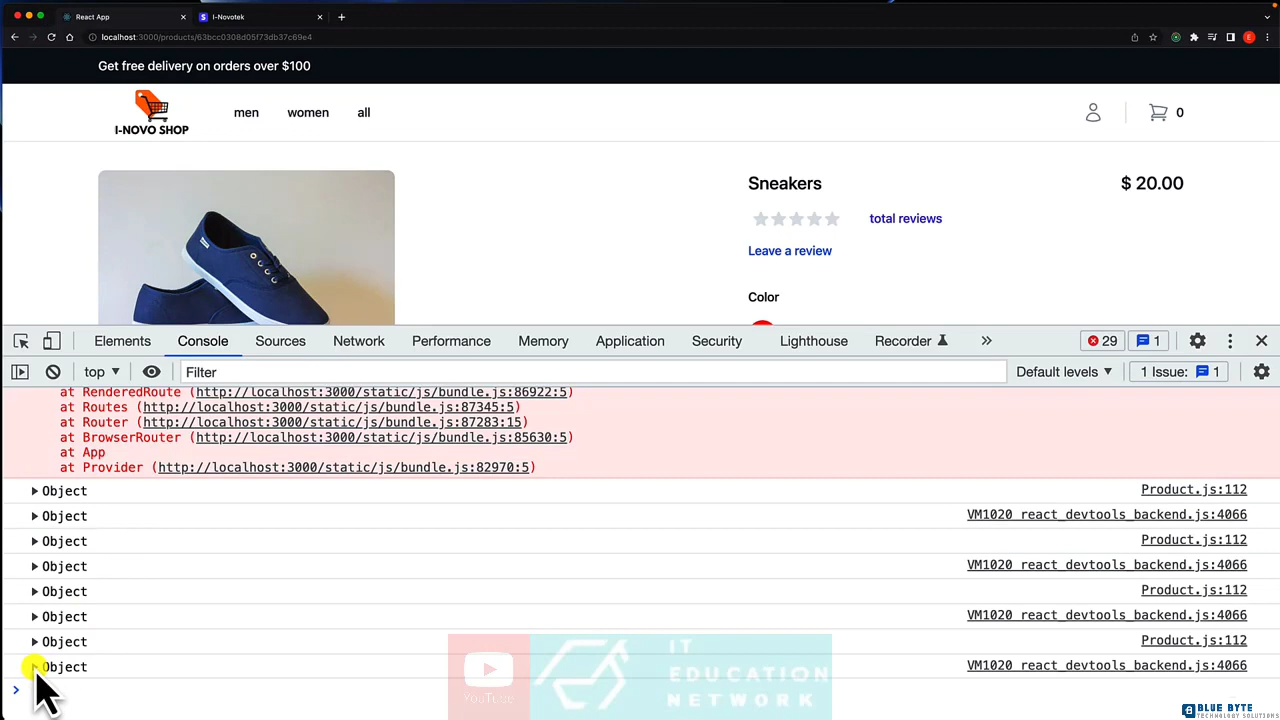 React App
I-Novotek
localhost:3000/products/63bcc0308d05f73db37c69e4
Get free delivery on orders over $100
I-NOVO SHOP
men
women
all
0
Sneakers
$ 20.00
total reviews
Leave a review
Color
Elements
Console
Sources
Network
Performance
Memory
Application
Security
Lighthouse
Recorder
29
1
top
Filter
Default levels
1 Issue:
1
at RenderedRoute (http://localhost:3000/static/js/bundle.js:86922:5)
at Routes (http://localhost:3000/static/js/bundle.js:87345:5)
at Router (http://localhost:3000/static/js/bundle.js:87283:15)
at BrowserRouter (http://localhost:3000/static/js/bundle.js:85630:5)
at App
at Provider (http://localhost:3000/static/js/bundle.js:82970:5)
Object Product.js:112
Object VM1020 react_devtools_backend.js:4066
Object Product.js:112
Object VM1020 react_devtools_backend.js:4066
Object Product.js:112
Object VM1020 react_devtools_backend.js:4066
Object Product.js:112
Object VM1020 react_devtools_backend.js:4066
YouTube
IT
EDUCATION
NETWORK
BLUE BYTE
TECHNOLOGY SOLUTIONS